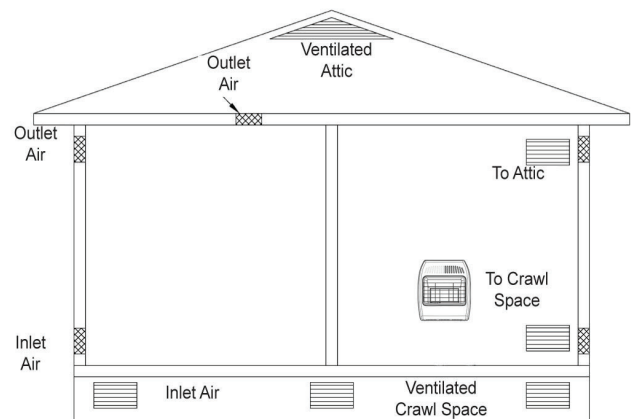 Ventilated
Attic
Outlet
Air
Outlet
Air
To Attic
To Crawl
Space
Inlet
Air
Inlet Air
Ventilated
Crawl Space